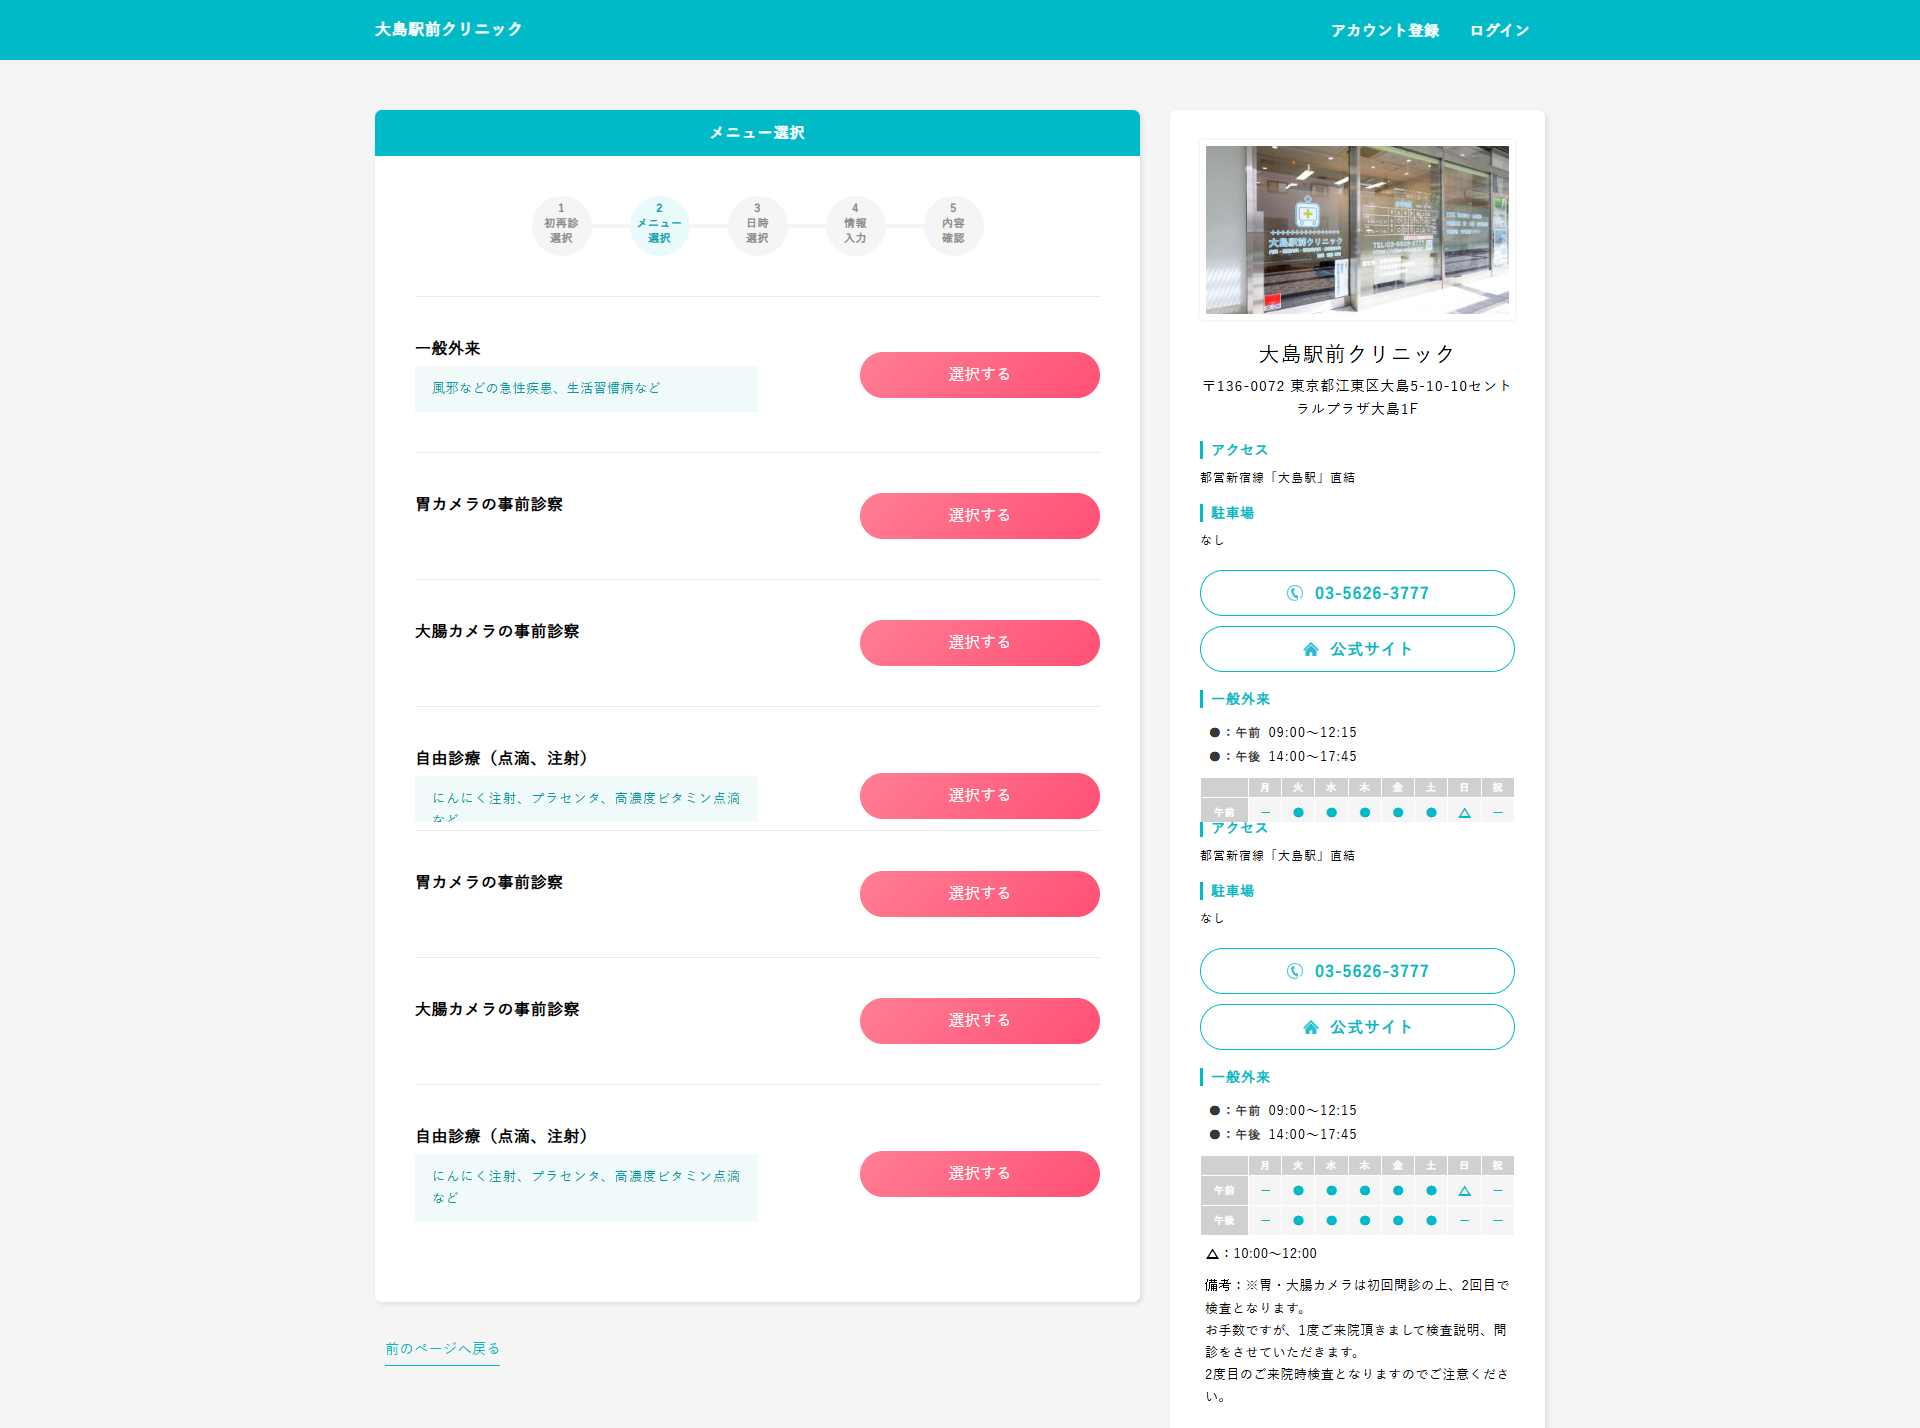 大島駅前クリニック
アカウント登録 ログイン
メニュー選択
1
初再診
選択
2
メニュー
選択
3
日時
選択
4
情報
入力
5
内容
確認
一般外来
風邪などの急性疾患、生活習慣病など
選択する
胃カメラの事前診察
選択する
大腸カメラの事前診察
選択する
自由診療（点滴、注射）
にんにく注射、プラセンタ、高濃度ビタミン点滴
など
選択する
胃カメラの事前診察
選択する
大腸カメラの事前診察
選択する
自由診療（点滴、注射）
にんにく注射、プラセンタ、高濃度ビタミン点滴
など
選択する
前のページへ戻る
大島駅前クリニック
大島駅前クリニック
〒136-0072 東京都江東区大島5-10-10セント
ラルプラザ大島1F
アクセス
都営新宿線「大島駅」直結
駐車場
なし
03-5626-3777
公式サイト
一般外来
●：午前 09:00〜12:15
●：午後 14:00〜17:45
月 火 水 木 金 土 日 祝
午前 － ● ● ● ● ● △ －
アクセス
都営新宿線「大島駅」直結
駐車場
なし
03-5626-3777
公式サイト
一般外来
●：午前 09:00〜12:15
●：午後 14:00〜17:45
月 火 水 木 金 土 日 祝
午前 － ● ● ● ● ● △ －
午後 － ● ● ● ● ● － －
△：10:00〜12:00
備考：※胃・大腸カメラは初回問診の上、2回目で
検査となります。
お手数ですが、1度ご来院頂きまして検査説明、問
診をさせていただきます。
2度目のご来院時検査となりますのでご注意くださ
い。